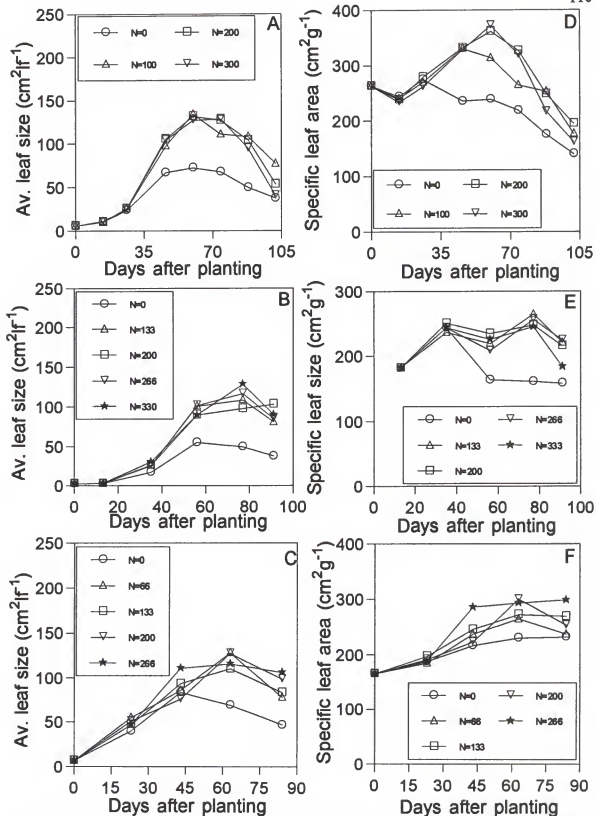 A
N=0
N=200
N=100
N=300
Av. leaf size (cm²lf⁻¹)
250
200
150
100
50
0
0 35 70 105
Days after planting
D
Specific leaf area (cm²g⁻¹)
400
300
200
100
0
N=0
N=200
N=100
N=300
0 35 70 105
Days after planting
B
N=0
N=133
N=200
N=266
N=330
Av. leaf size (cm²lf⁻¹)
250
200
150
100
50
0
0 20 40 60 80 100
Days after planting
E
Specific leaf area (cm²g⁻¹)
300
200
100
0
N=0
N=266
N=133
N=333
N=200
0 20 40 60 80 100
Days after planting
C
N=0
N=66
N=133
N=200
N=266
Av. leaf size (cm²lf⁻¹)
250
200
150
100
50
0
0 15 30 45 60 75 90
Days after planting
F
Specific leaf area (cm²g⁻¹)
400
300
200
100
0
N=0
N=200
N=66
N=266
N=133
0 15 30 45 60 75 90
Days after planting